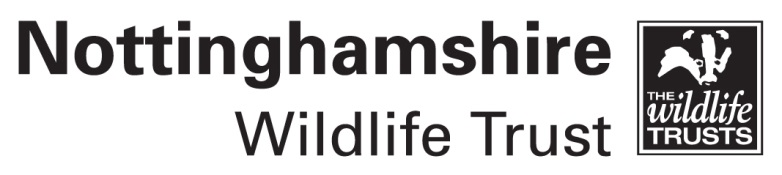 Nottinghamshire
Wildlife Trust
THE
wildlife
TRUSTS